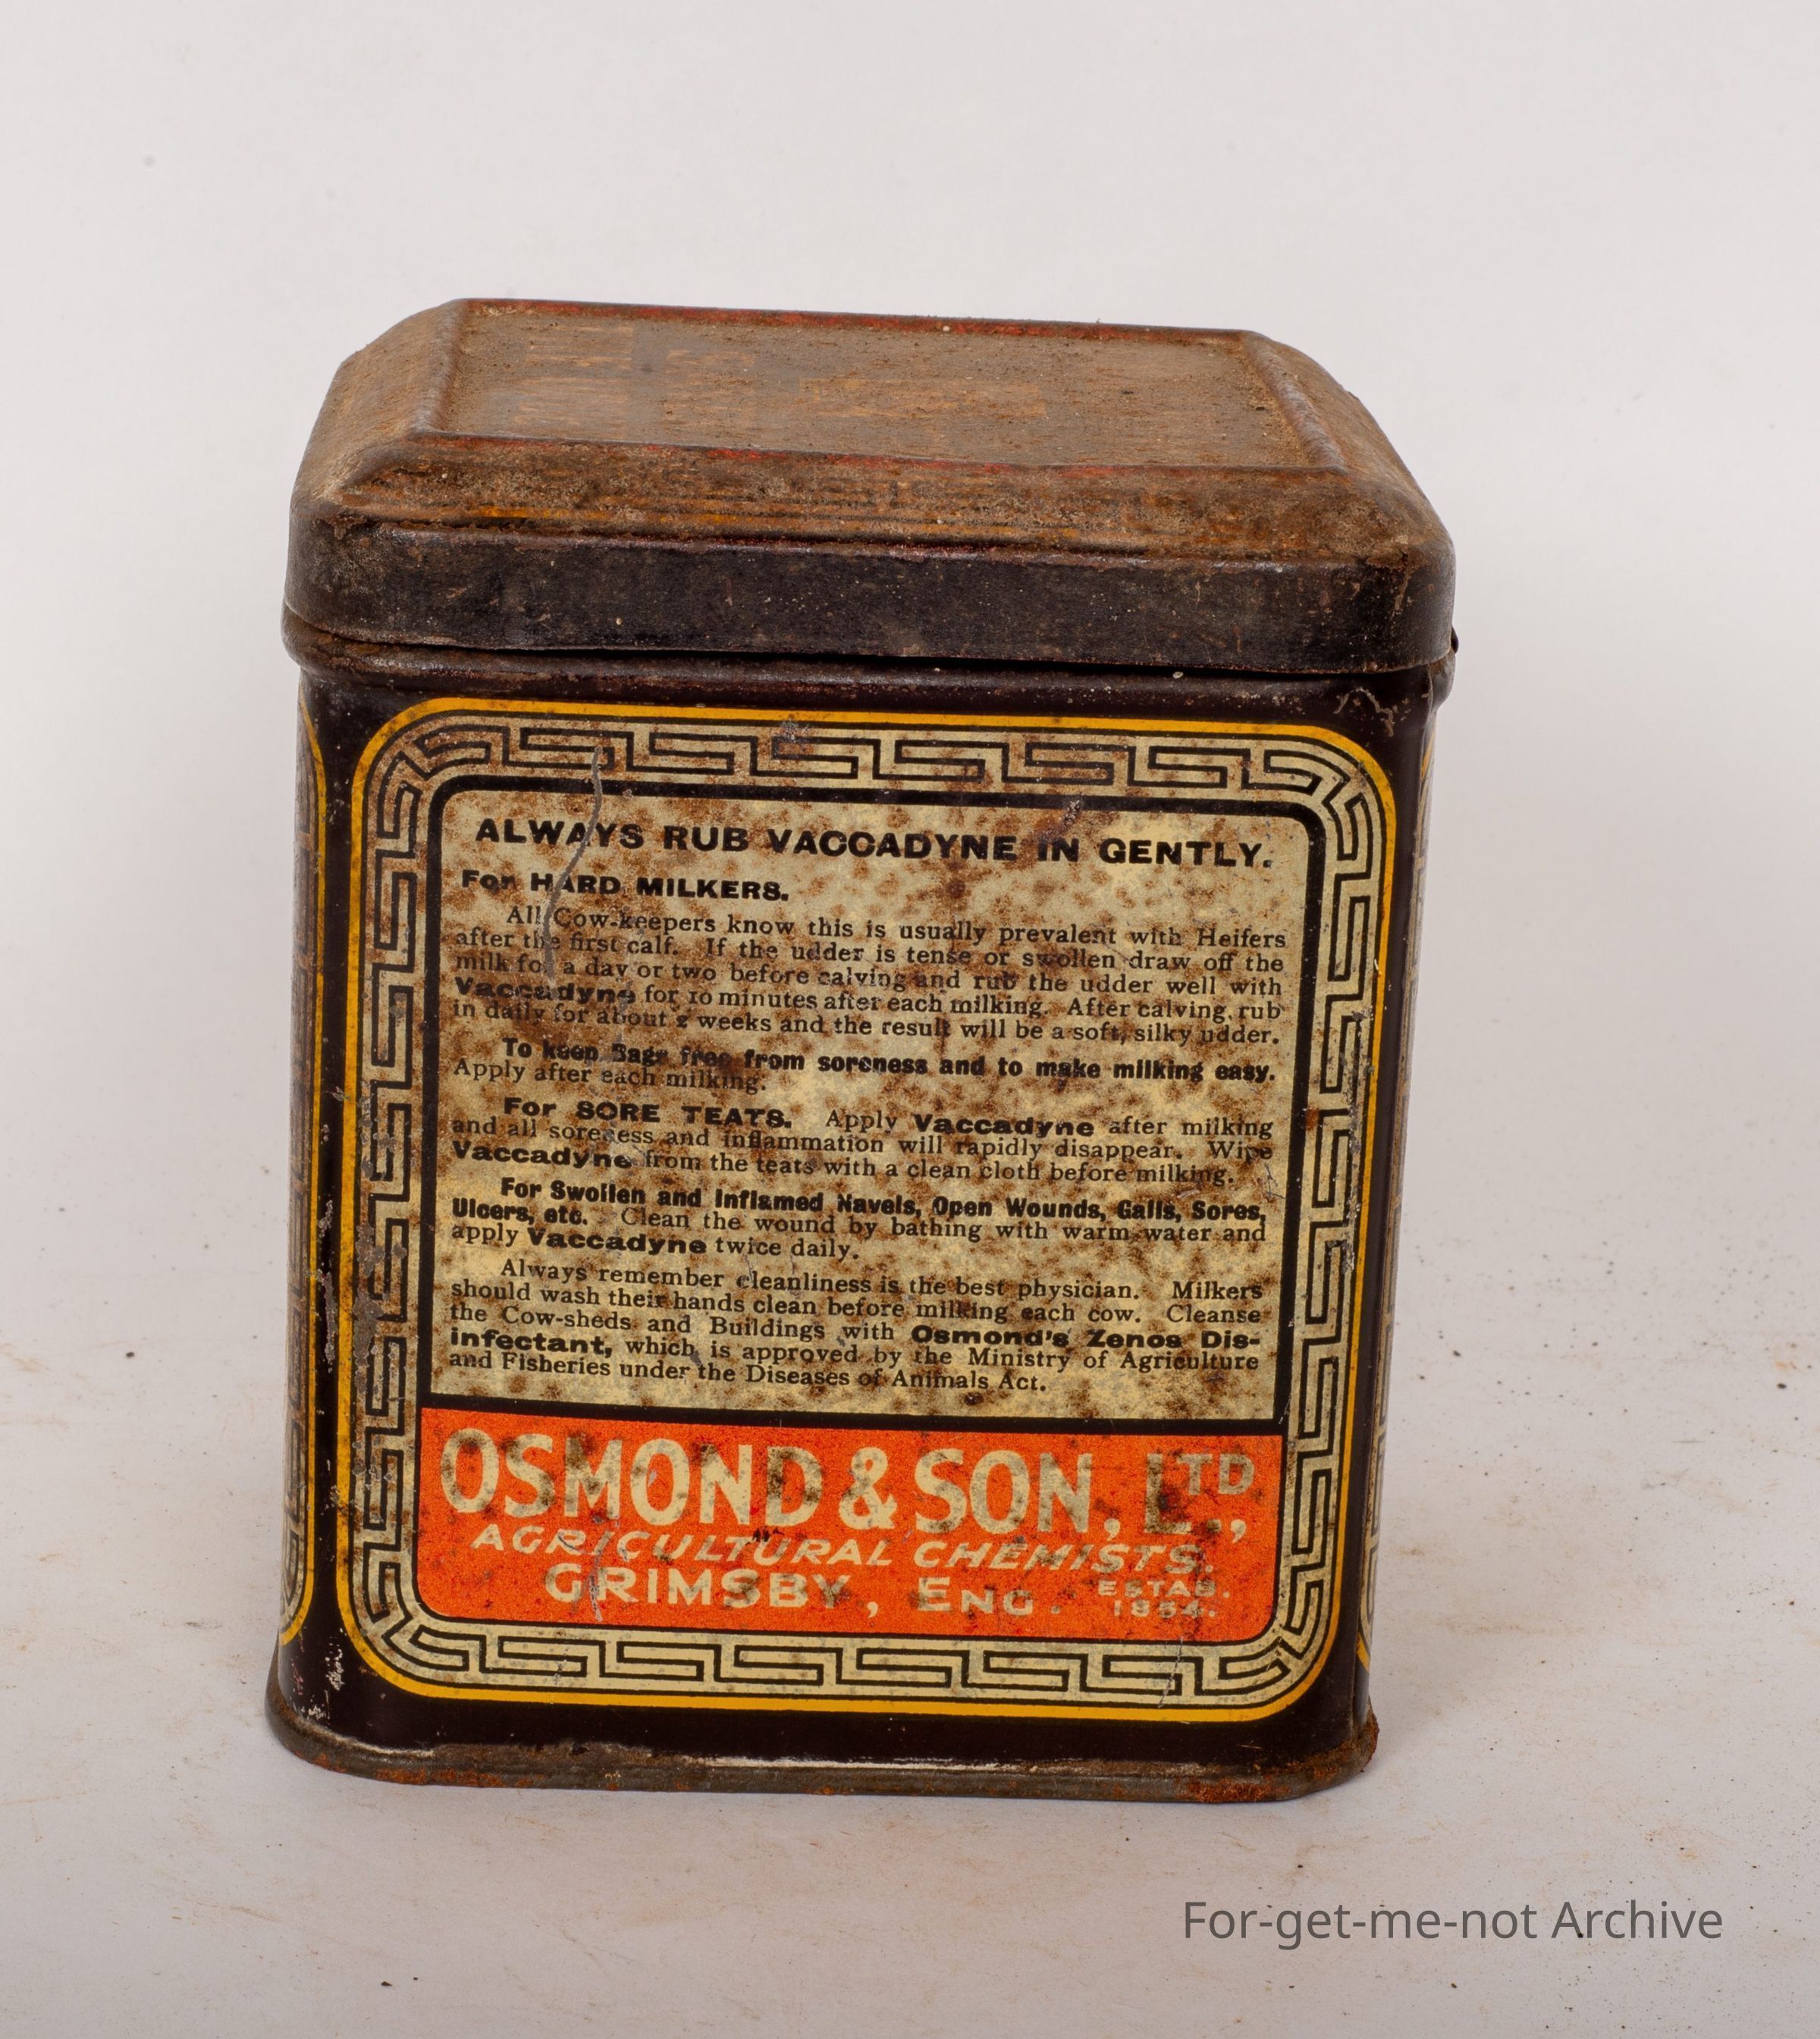 ALWAYS RUB VACCADYNE IN GENTLY.
For HARD MILKERS.
All Cow-keepers know this is usually prevalent with Heifers
after the first calf. If the udder is tense or swollen draw off the
milk for a day or two before calving and rub the udder well with
Vaccadyne for 10 minutes after each milking. After calving, rub
in daily for about 2 weeks and the result will be a soft, silky udder.
To keep Bags free from soreness and to make milking easy.
Apply after each milking.
For SORE TEATS. Apply Vaccadyne after milking
and all soreness and inflammation will rapidly disappear. Wipe
Vaccadyne from the teats with a clean cloth before milking.
For Swollen and Inflamed Navels, Open Wounds, Galls, Sores,
Ulcers, etc. Clean the wound by bathing with warm water and
apply Vaccadyne twice daily.
Always remember cleanliness is the best physician. Milkers
should wash their hands clean before milking each cow. Cleanse
the Cow-sheds and Buildings with Osmond's Zenos Dis-
infectant, which is approved by the Ministry of Agriculture
and Fisheries under the Diseases of Animals Act.
OSMOND & SON, LTD.,
AGRICULTURAL CHEMISTS.
GRIMSBY, ENG. ESTAB.
1854.
For-get-me-not Archive